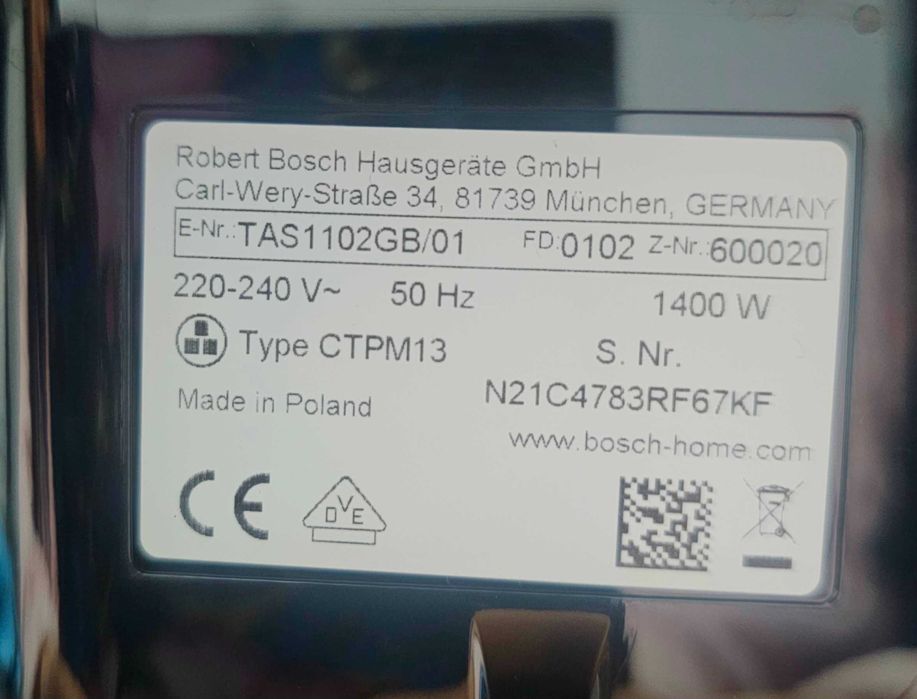 Robert Bosch Hausgeräte GmbH
Carl-Wery-Straße 34, 81739 München, GERMANY
E-Nr.:TAS1102GB/01 FD:0102 Z-Nr.:600020
220-240 V~ 50 Hz 1400 W
Type CTPM13 S. Nr.
Made in Poland N21C4783RF67KF
www.bosch-home.com
CE DVE